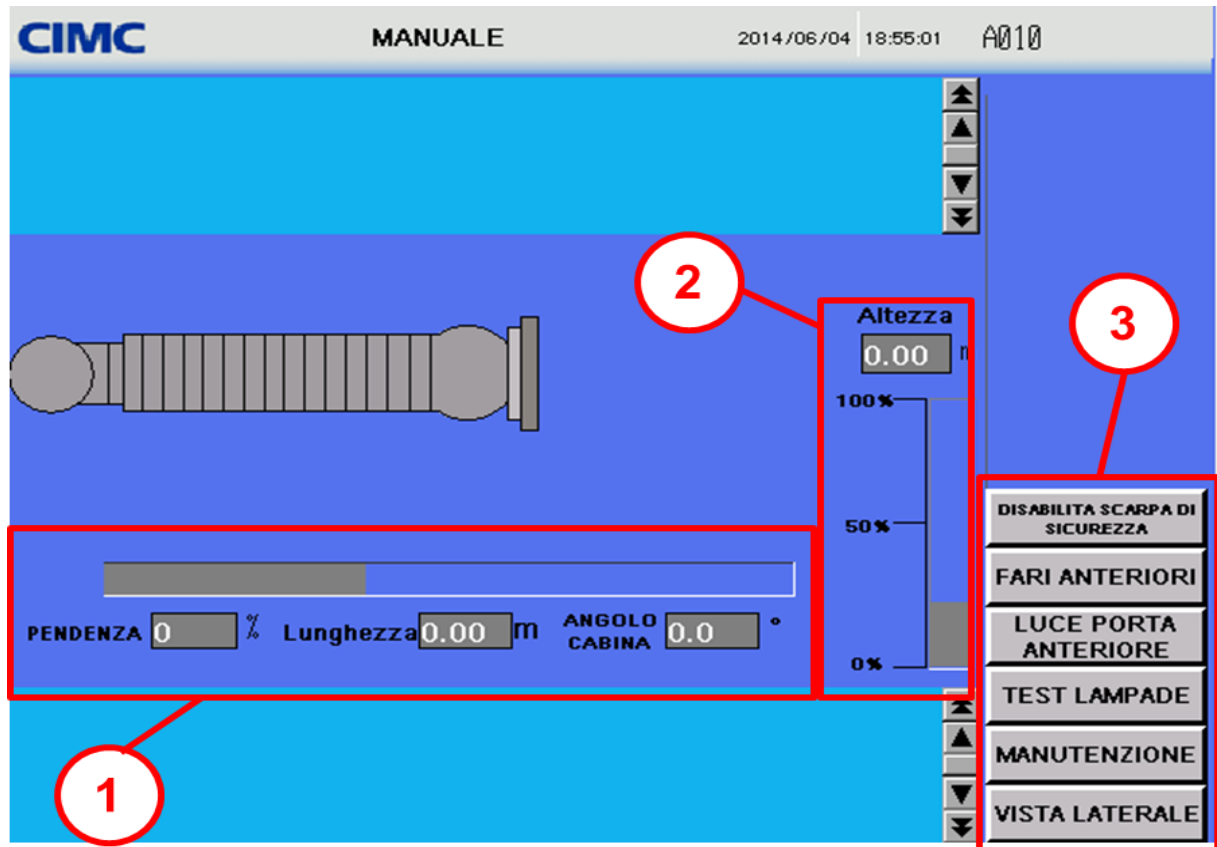 CIMC MANUALE 2014/06/04 18:55:01 A010
2
3
Altezza
0.00
100%
50%
0%
DISABILITA SCARPA DI
SICUREZZA
FARI ANTERIORI
LUCE PORTA
ANTERIORE
TEST LAMPADE
MANUTENZIONE
VISTA LATERALE
PENDENZA 0 % Lunghezza 0.00 m ANGOLO
CABINA 0.0 °
1